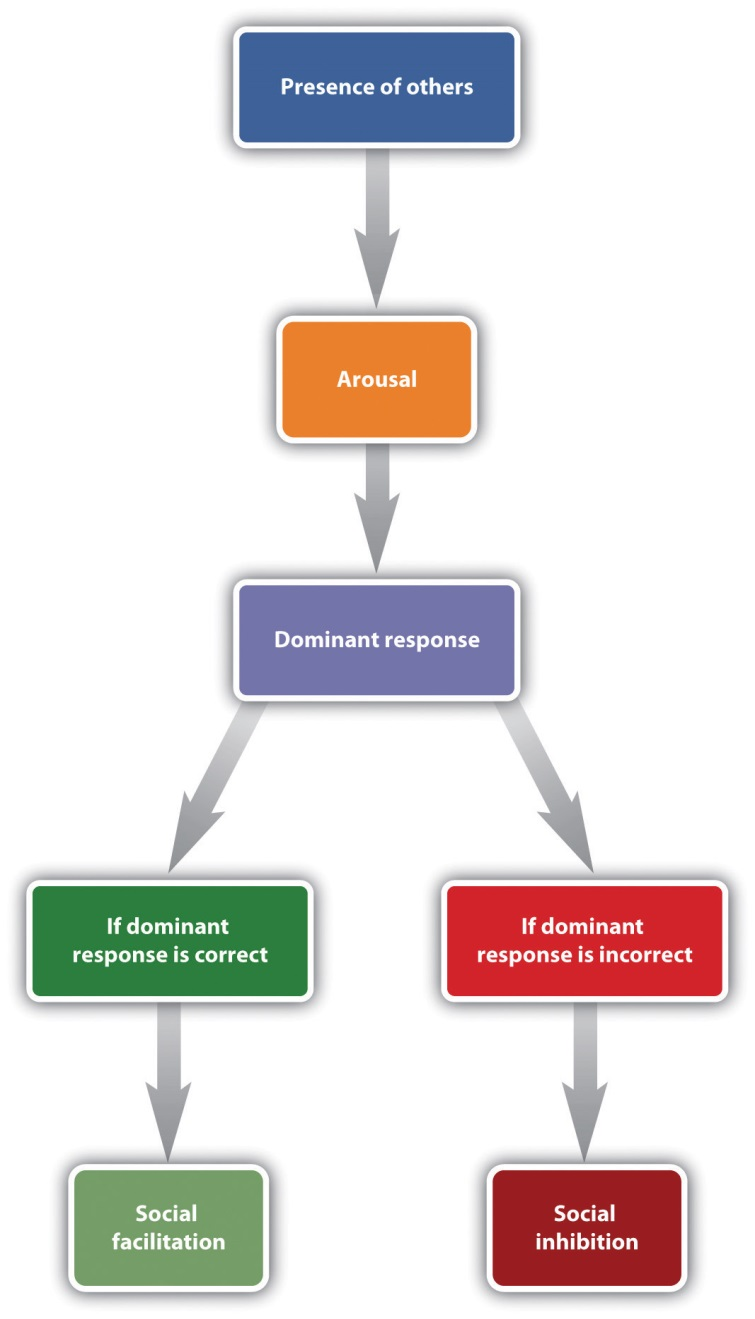 Presence of others
Arousal
Dominant response
If dominant
response is correct
If dominant
response is incorrect
Social
facilitation
Social
inhibition